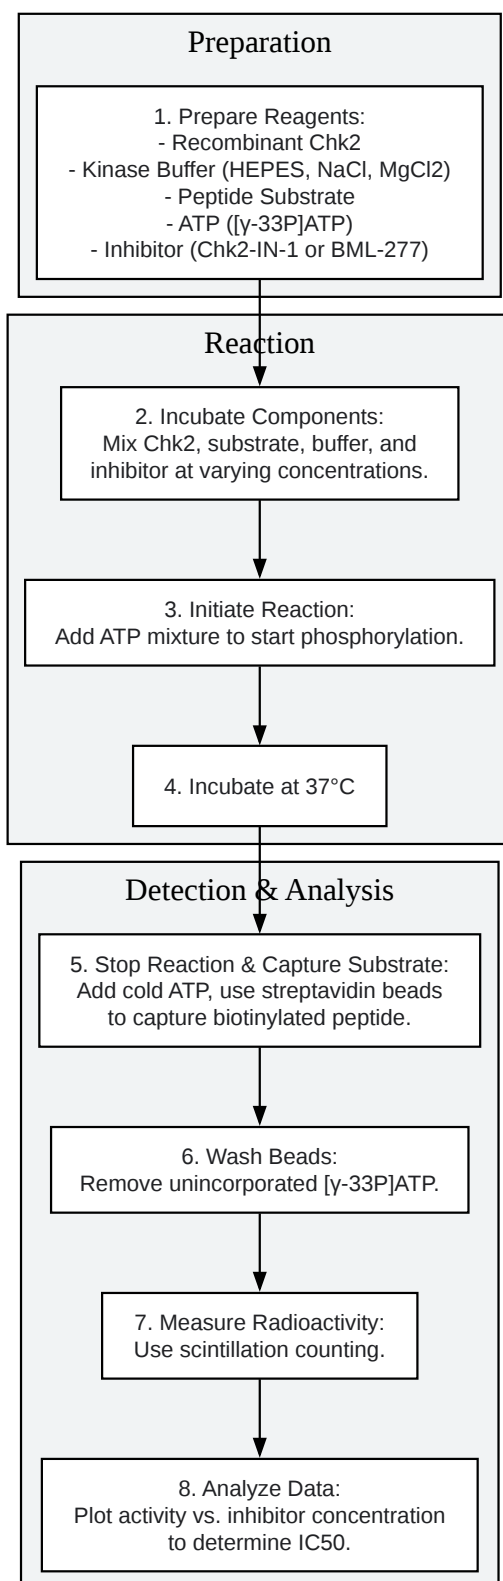 Preparation
1. Prepare Reagents:
- Recombinant Chk2
- Kinase Buffer (HEPES, NaCl, MgCl2)
- Peptide Substrate
- ATP ([γ-33P]ATP)
- Inhibitor (Chk2-IN-1 or BML-277)
Reaction
2. Incubate Components:
Mix Chk2, substrate, buffer, and
inhibitor at varying concentrations.
3. Initiate Reaction:
Add ATP mixture to start phosphorylation.
4. Incubate at 37°C
Detection & Analysis
5. Stop Reaction & Capture Substrate:
Add cold ATP, use streptavidin beads
to capture biotinylated peptide.
6. Wash Beads:
Remove unincorporated [γ-33P]ATP.
7. Measure Radioactivity:
Use scintillation counting.
8. Analyze Data:
Plot activity vs. inhibitor concentration
to determine IC50.